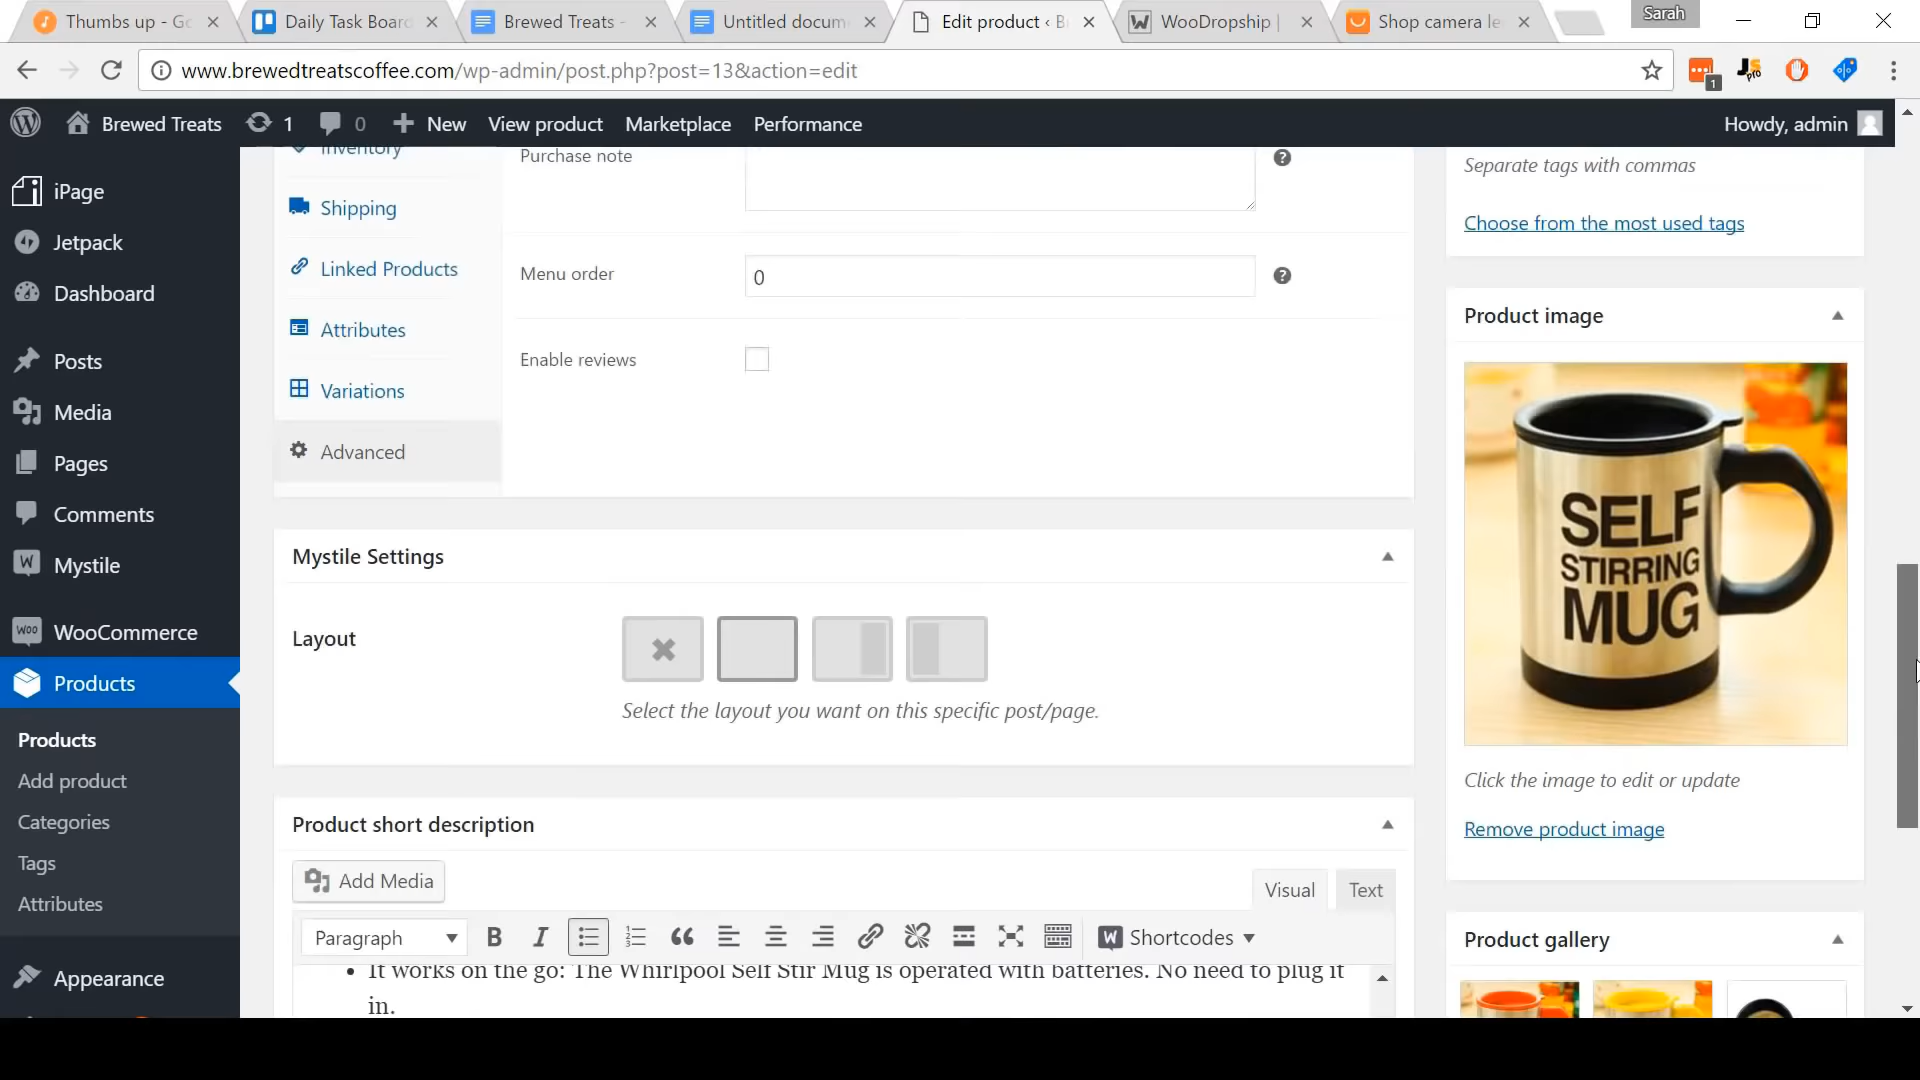 Thumbs up - Go
Daily Task Board
Brewed Treats -
Untitled docum
Edit product ‹ B
WooDropship |
Shop camera le
Sarah
www.brewedtreatscoffee.com/wp-admin/post.php?post=13&action=edit
1
JS pro
Brewed Treats
1
0
New
View product
Marketplace
Performance
Howdy, admin
iPage
Jetpack
Dashboard
Posts
Media
Pages
Comments
Mystile
WooCommerce
Products
Products
Add product
Categories
Tags
Attributes
Appearance
Inventory
Shipping
Linked Products
Attributes
Variations
Advanced
Purchase note
Menu order
0
Enable reviews
Mystile Settings
Layout
Select the layout you want on this specific post/page.
Product short description
Add Media
Visual
Text
Paragraph
Shortcodes
It works on the go: The Whirlpool Self Stir Mug is operated with batteries. No need to plug it
in.
Separate tags with commas
Choose from the most used tags
Product image
SELF
STIRRING
MUG
Click the image to edit or update
Remove product image
Product gallery